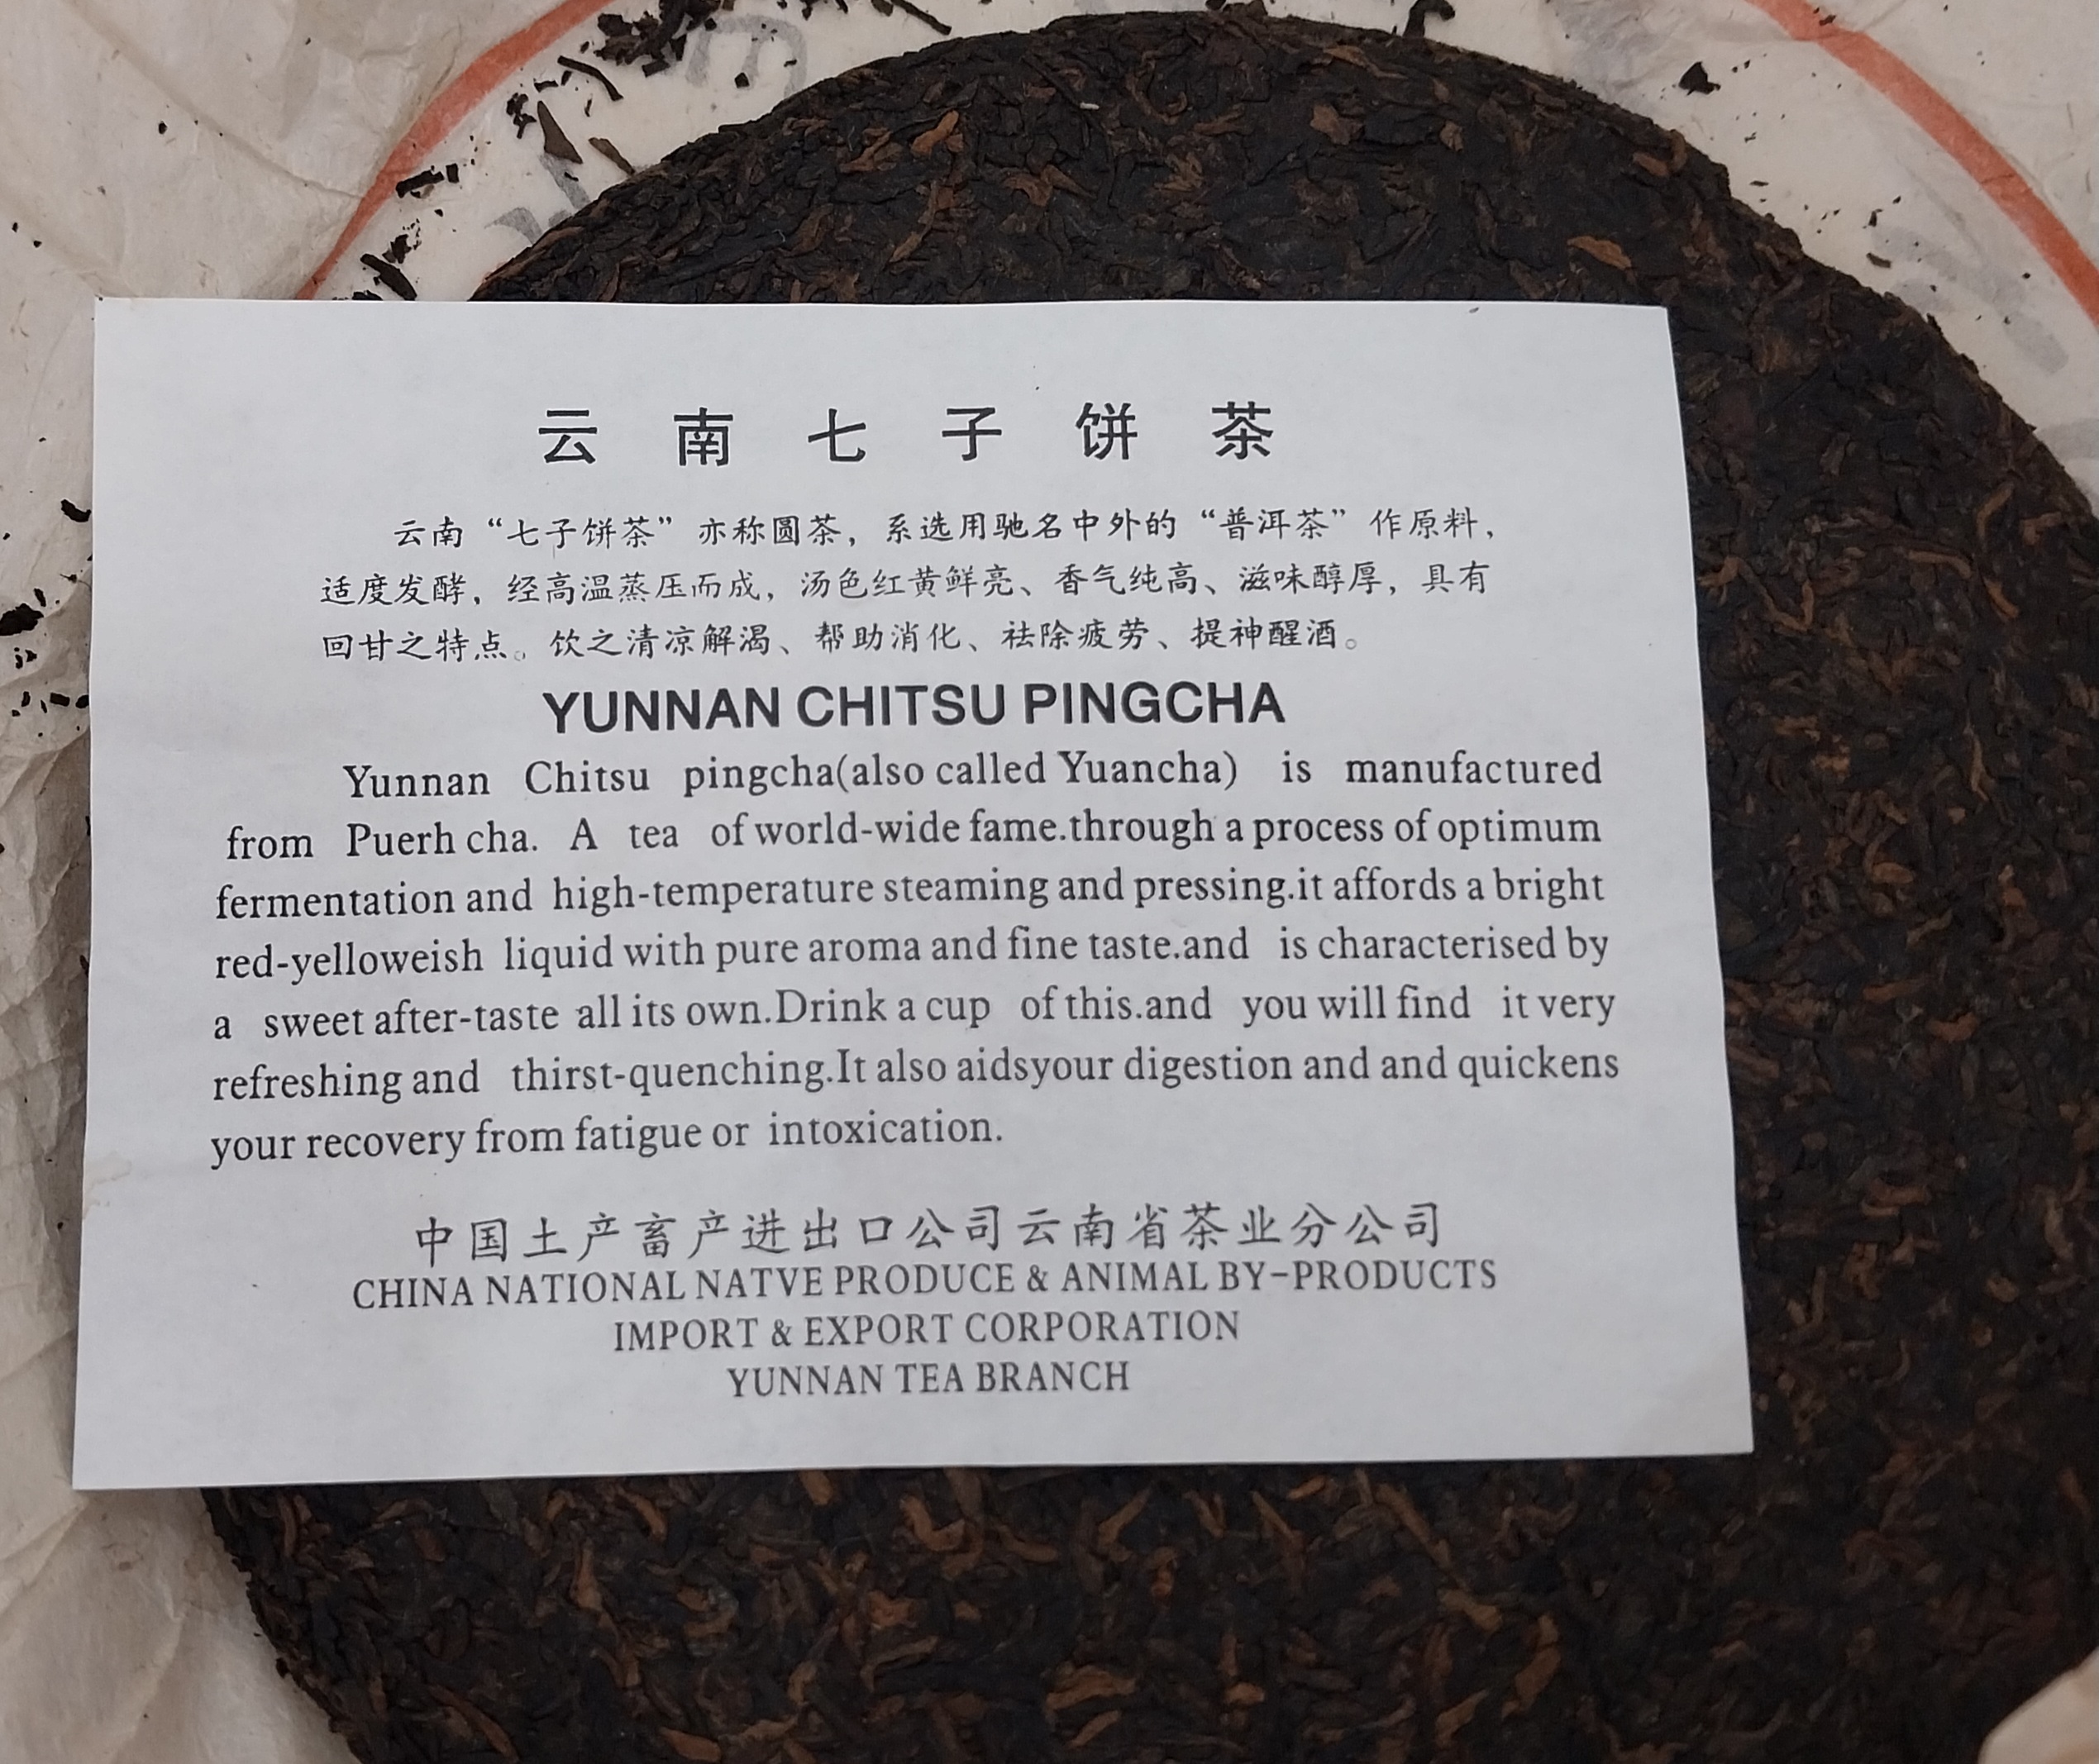 云南七子饼茶
云南“七子饼茶”亦称圆茶，系选用驰名中外的“普洱茶”作原料，
适度发酵，经高温蒸压而成，汤色红黄鲜亮、香气纯高、滋味醇厚，具有
回甘之特点。饮之清凉解渴、帮助消化、祛除疲劳、提神醒酒。
YUNNAN CHITSU PINGCHA
Yunnan Chitsu pingcha(also called Yuancha) is manufactured
from Puerh cha. A tea of world-wide fame.through a process of optimum
fermentation and high-temperature steaming and pressing.it affords a bright
red-yelloweish liquid with pure aroma and fine taste.and is characterised by
a sweet after-taste all its own.Drink a cup of this.and you will find it very
refreshing and thirst-quenching.It also aidsyour digestion and and quickens
your recovery from fatigue or intoxication.
中国土产畜产进出口公司云南省茶业分公司
CHINA NATIONAL NATVE PRODUCE & ANIMAL BY-PRODUCTS
IMPORT & EXPORT CORPORATION
YUNNAN TEA BRANCH